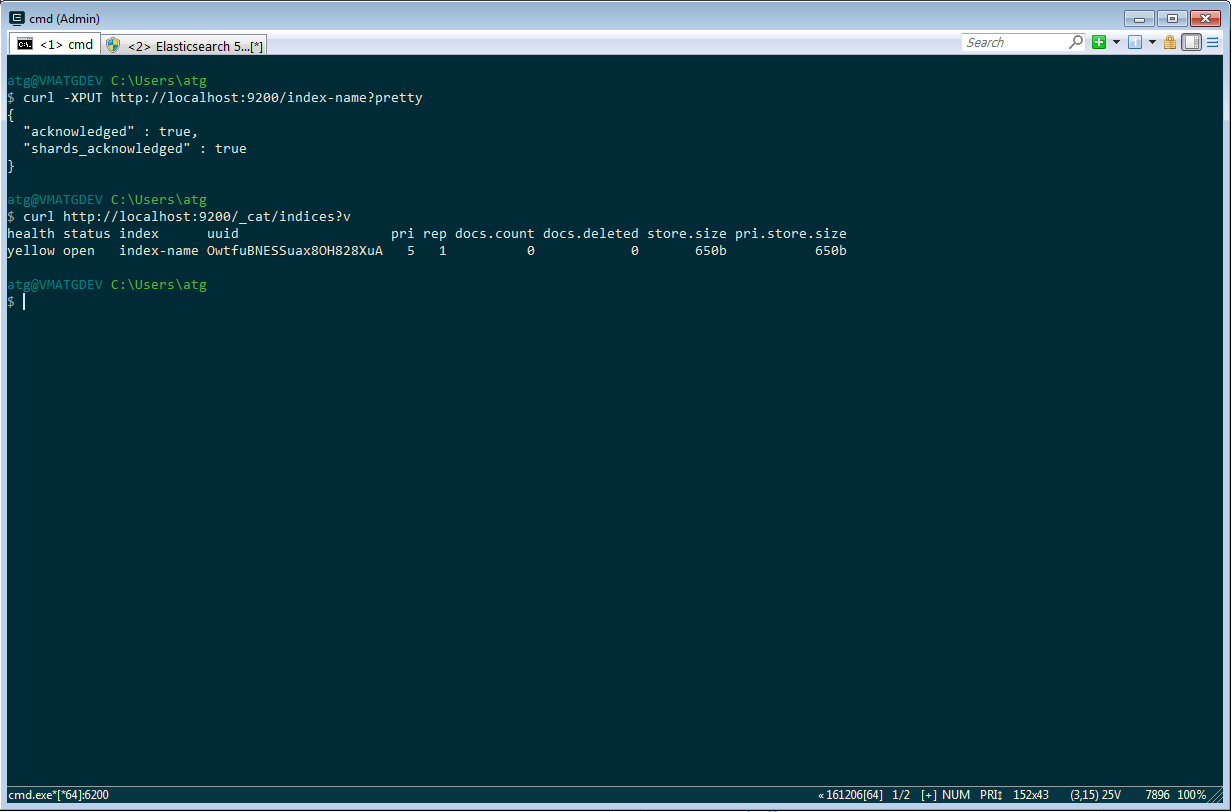 cmd (Admin)
<1> cmd
<2> Elasticsearch 5...[*]
Search
atg@VMATGDEV C:\Users\atg
$ curl -XPUT http://localhost:9200/index-name?pretty
{
  "acknowledged" : true,
  "shards_acknowledged" : true
}
atg@VMATGDEV C:\Users\atg
$ curl http://localhost:9200/_cat/indices?v
health status index      uuid                   pri rep docs.count docs.deleted store.size pri.store.size
yellow open   index-name OwtfuBNESSuax8OH828XuA   5   1          0            0       650b           650b
atg@VMATGDEV C:\Users\atg
$
cmd.exe*[*64]:6200 «161206[64] 1/2 [+] NUM PRI↕ 152x43 (3,15) 25V 7896 100%